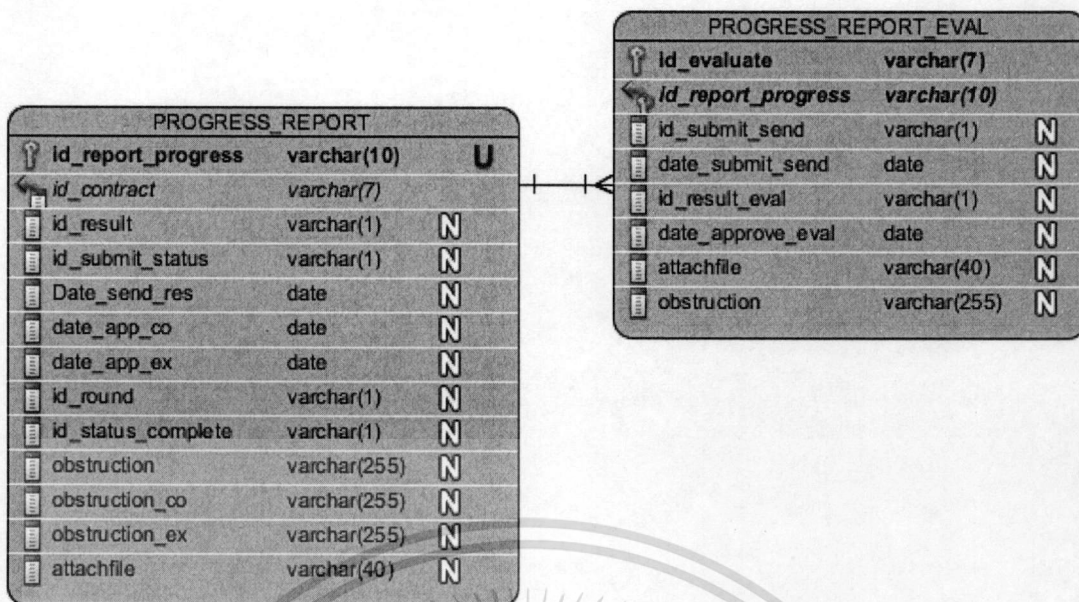 PROGRESS_REPORT
id_report_progress varchar(10) U
id_contract varchar(7)
id_result varchar(1) N
id_submit_status varchar(1) N
Date_send_res date N
date_app_co date N
date_app_ex date N
id_round varchar(1) N
id_status_complete varchar(1) N
obstruction varchar(255) N
obstruction_co varchar(255) N
obstruction_ex varchar(255) N
attachfile varchar(40) N
PROGRESS_REPORT_EVAL
id_evaluate varchar(7)
id_report_progress varchar(10)
id_submit_send varchar(1) N
date_submit_send date N
id_result_eval varchar(1) N
date_approve_eval date N
attachfile varchar(40) N
obstruction varchar(255) N